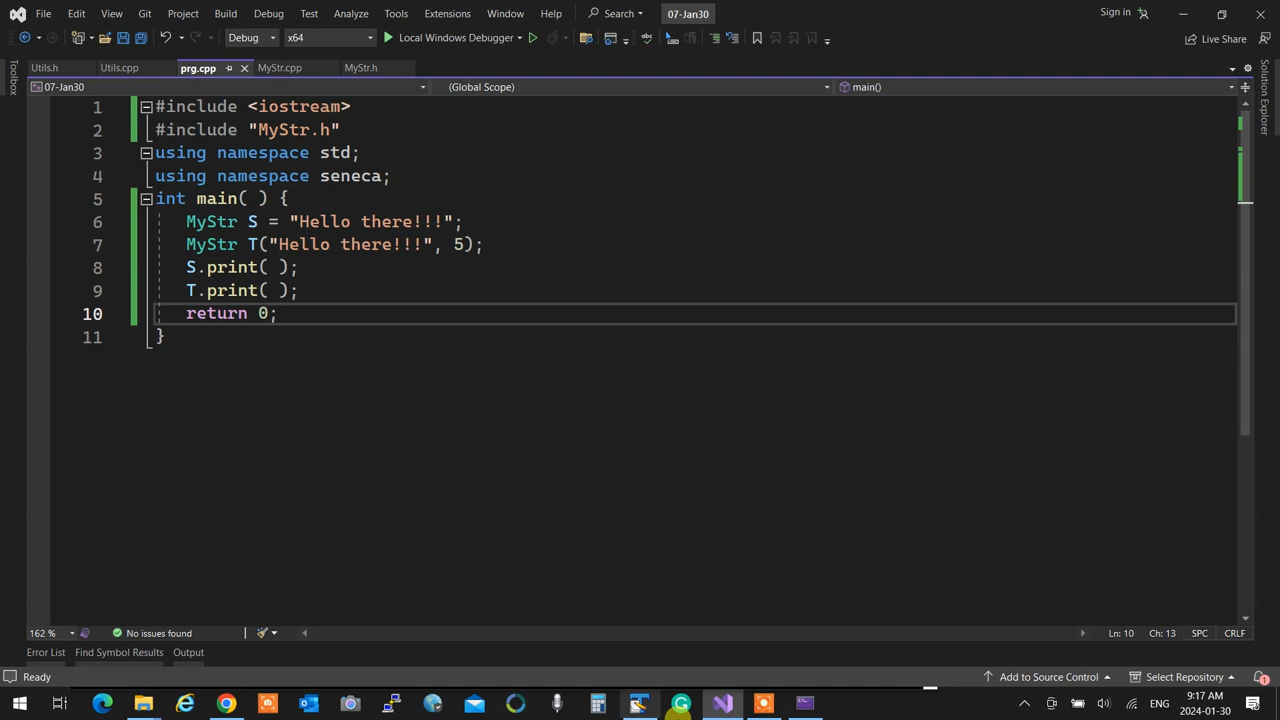 File Edit View Git Project Build Debug Test Analyze Tools Extensions Window Help Search 07-Jan30 Sign in
Debug x64 Local Windows Debugger Live Share
Utils.h Utils.cpp prg.cpp MyStr.cpp MyStr.h
07-Jan30 (Global Scope) main()
Toolbox
Solution Explorer
1 #include <iostream>
2 #include "MyStr.h"
3 using namespace std;
4 using namespace seneca;
5 int main( ) {
6 MyStr S = "Hello there!!!";
7 MyStr T("Hello there!!!", 5);
8 S.print( );
9 T.print( );
10 return 0;
11 }
162 % No issues found Ln: 10 Ch: 13 SPC CRLF
Error List Find Symbol Results Output
Ready Add to Source Control Select Repository 1
ENG 9:17 AM
2024-01-30